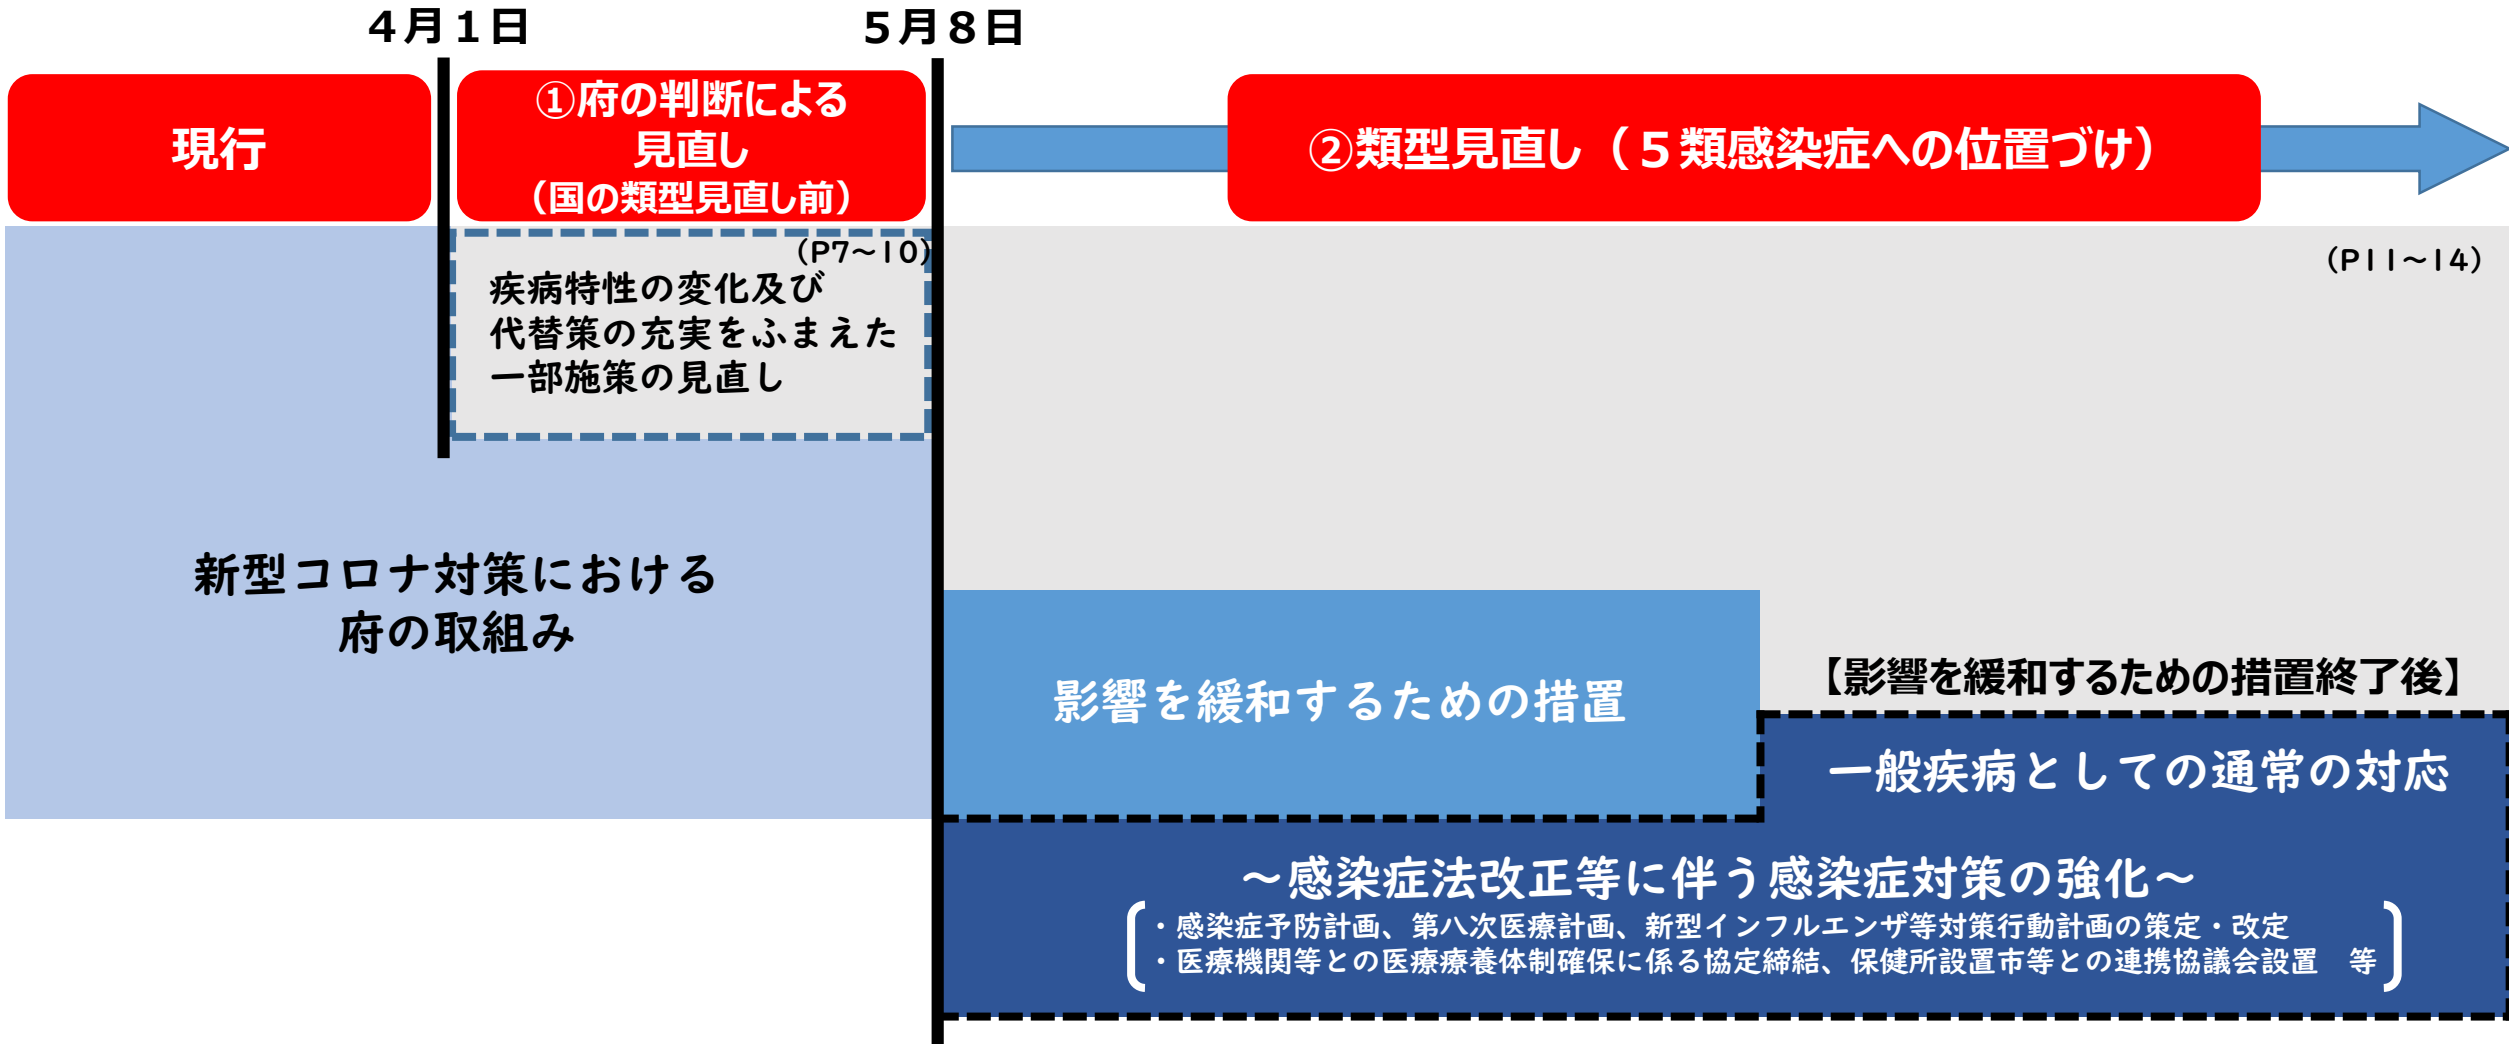 ４月１日
５月８日
現行
①府の判断による
見直し
（国の類型見直し前）
②類型見直し（５類感染症への位置づけ）
（P7～10）
疾病特性の変化及び
代替策の充実をふまえた
一部施策の見直し
（P11～14）
新型コロナ対策における
府の取組み
影響を緩和するための措置
【影響を緩和するための措置終了後】
一般疾病としての通常の対応
～感染症法改正等に伴う感染症対策の強化～
・感染症予防計画、第八次医療計画、新型インフルエンザ等対策行動計画の策定・改定
・医療機関等との医療療養体制確保に係る協定締結、保健所設置市等との連携協議会設置　等